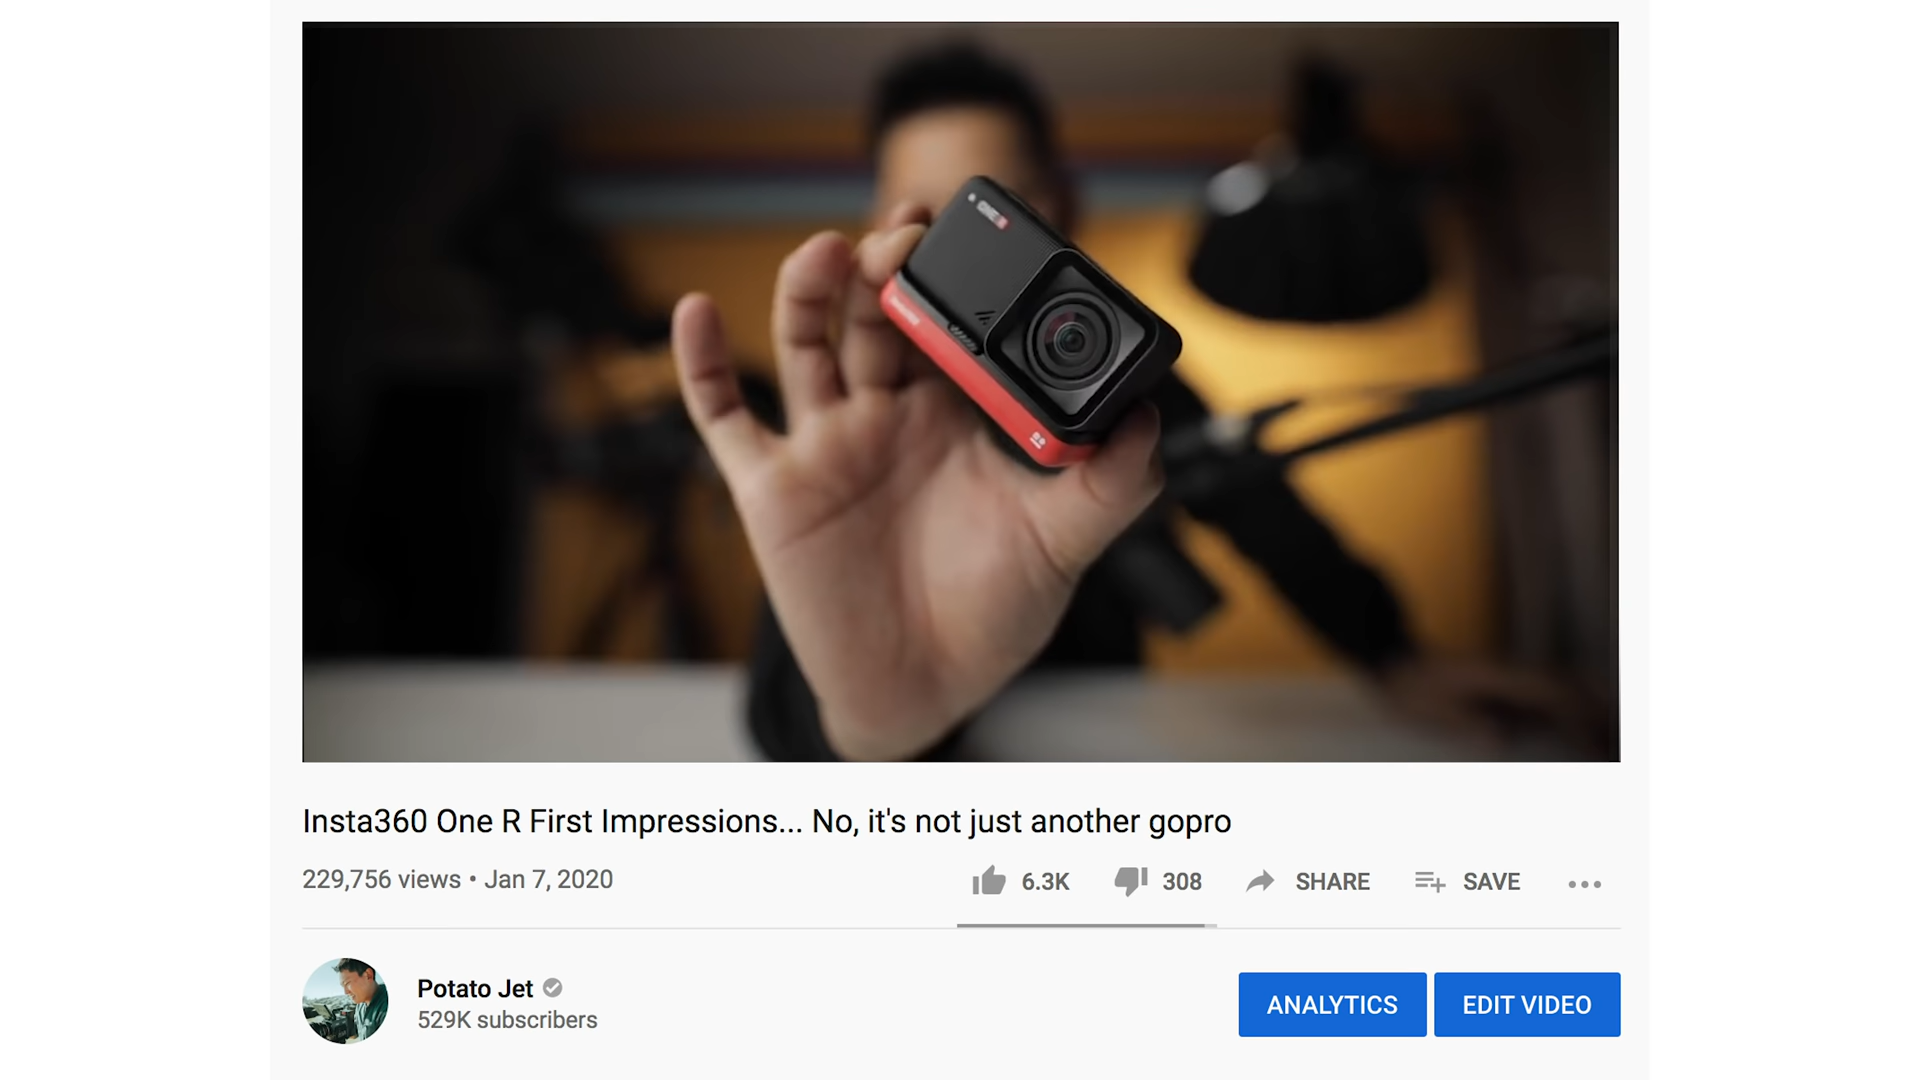 ONE R
Insta360 One R First Impressions... No, it's not just another gopro
229,756 views • Jan 7, 2020
6.3K
308
SHARE
SAVE
Potato Jet
529K subscribers
ANALYTICS
EDIT VIDEO